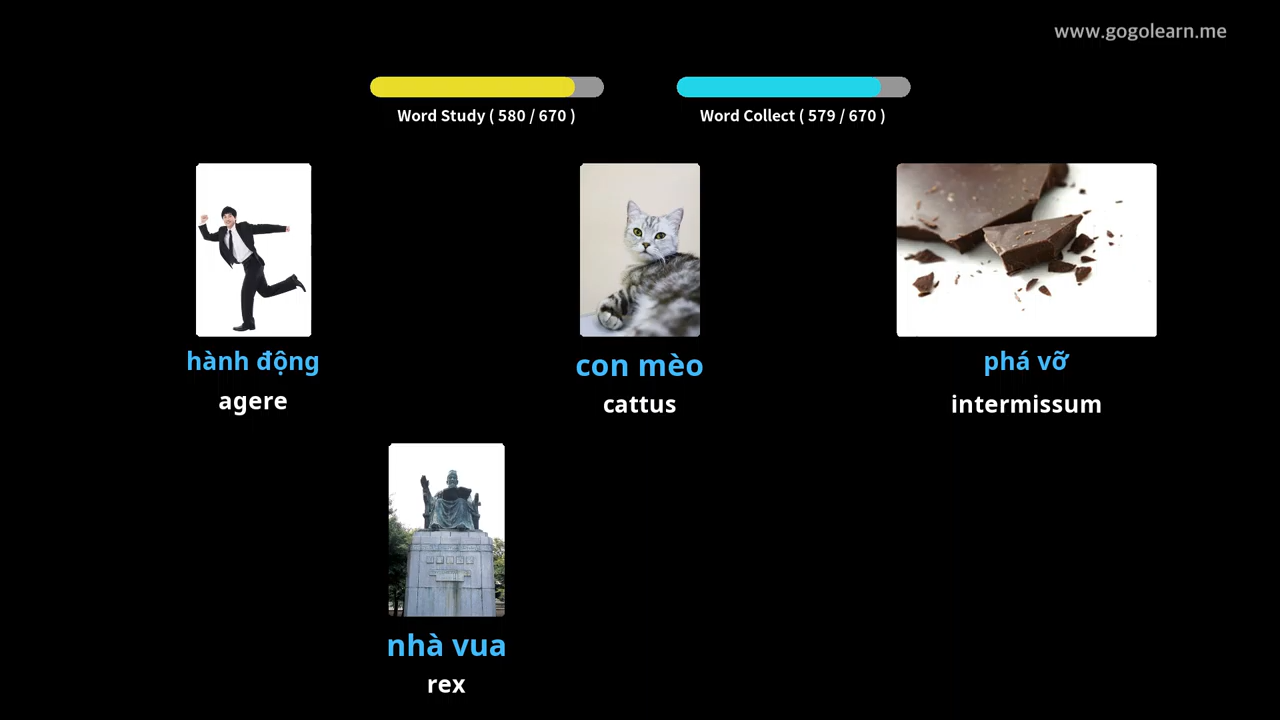 www.gogolearn.me
Word Study ( 580 / 670 )
Word Collect ( 579 / 670 )
hành động
agere
con mèo
cattus
phá vỡ
intermissum
nhà vua
rex